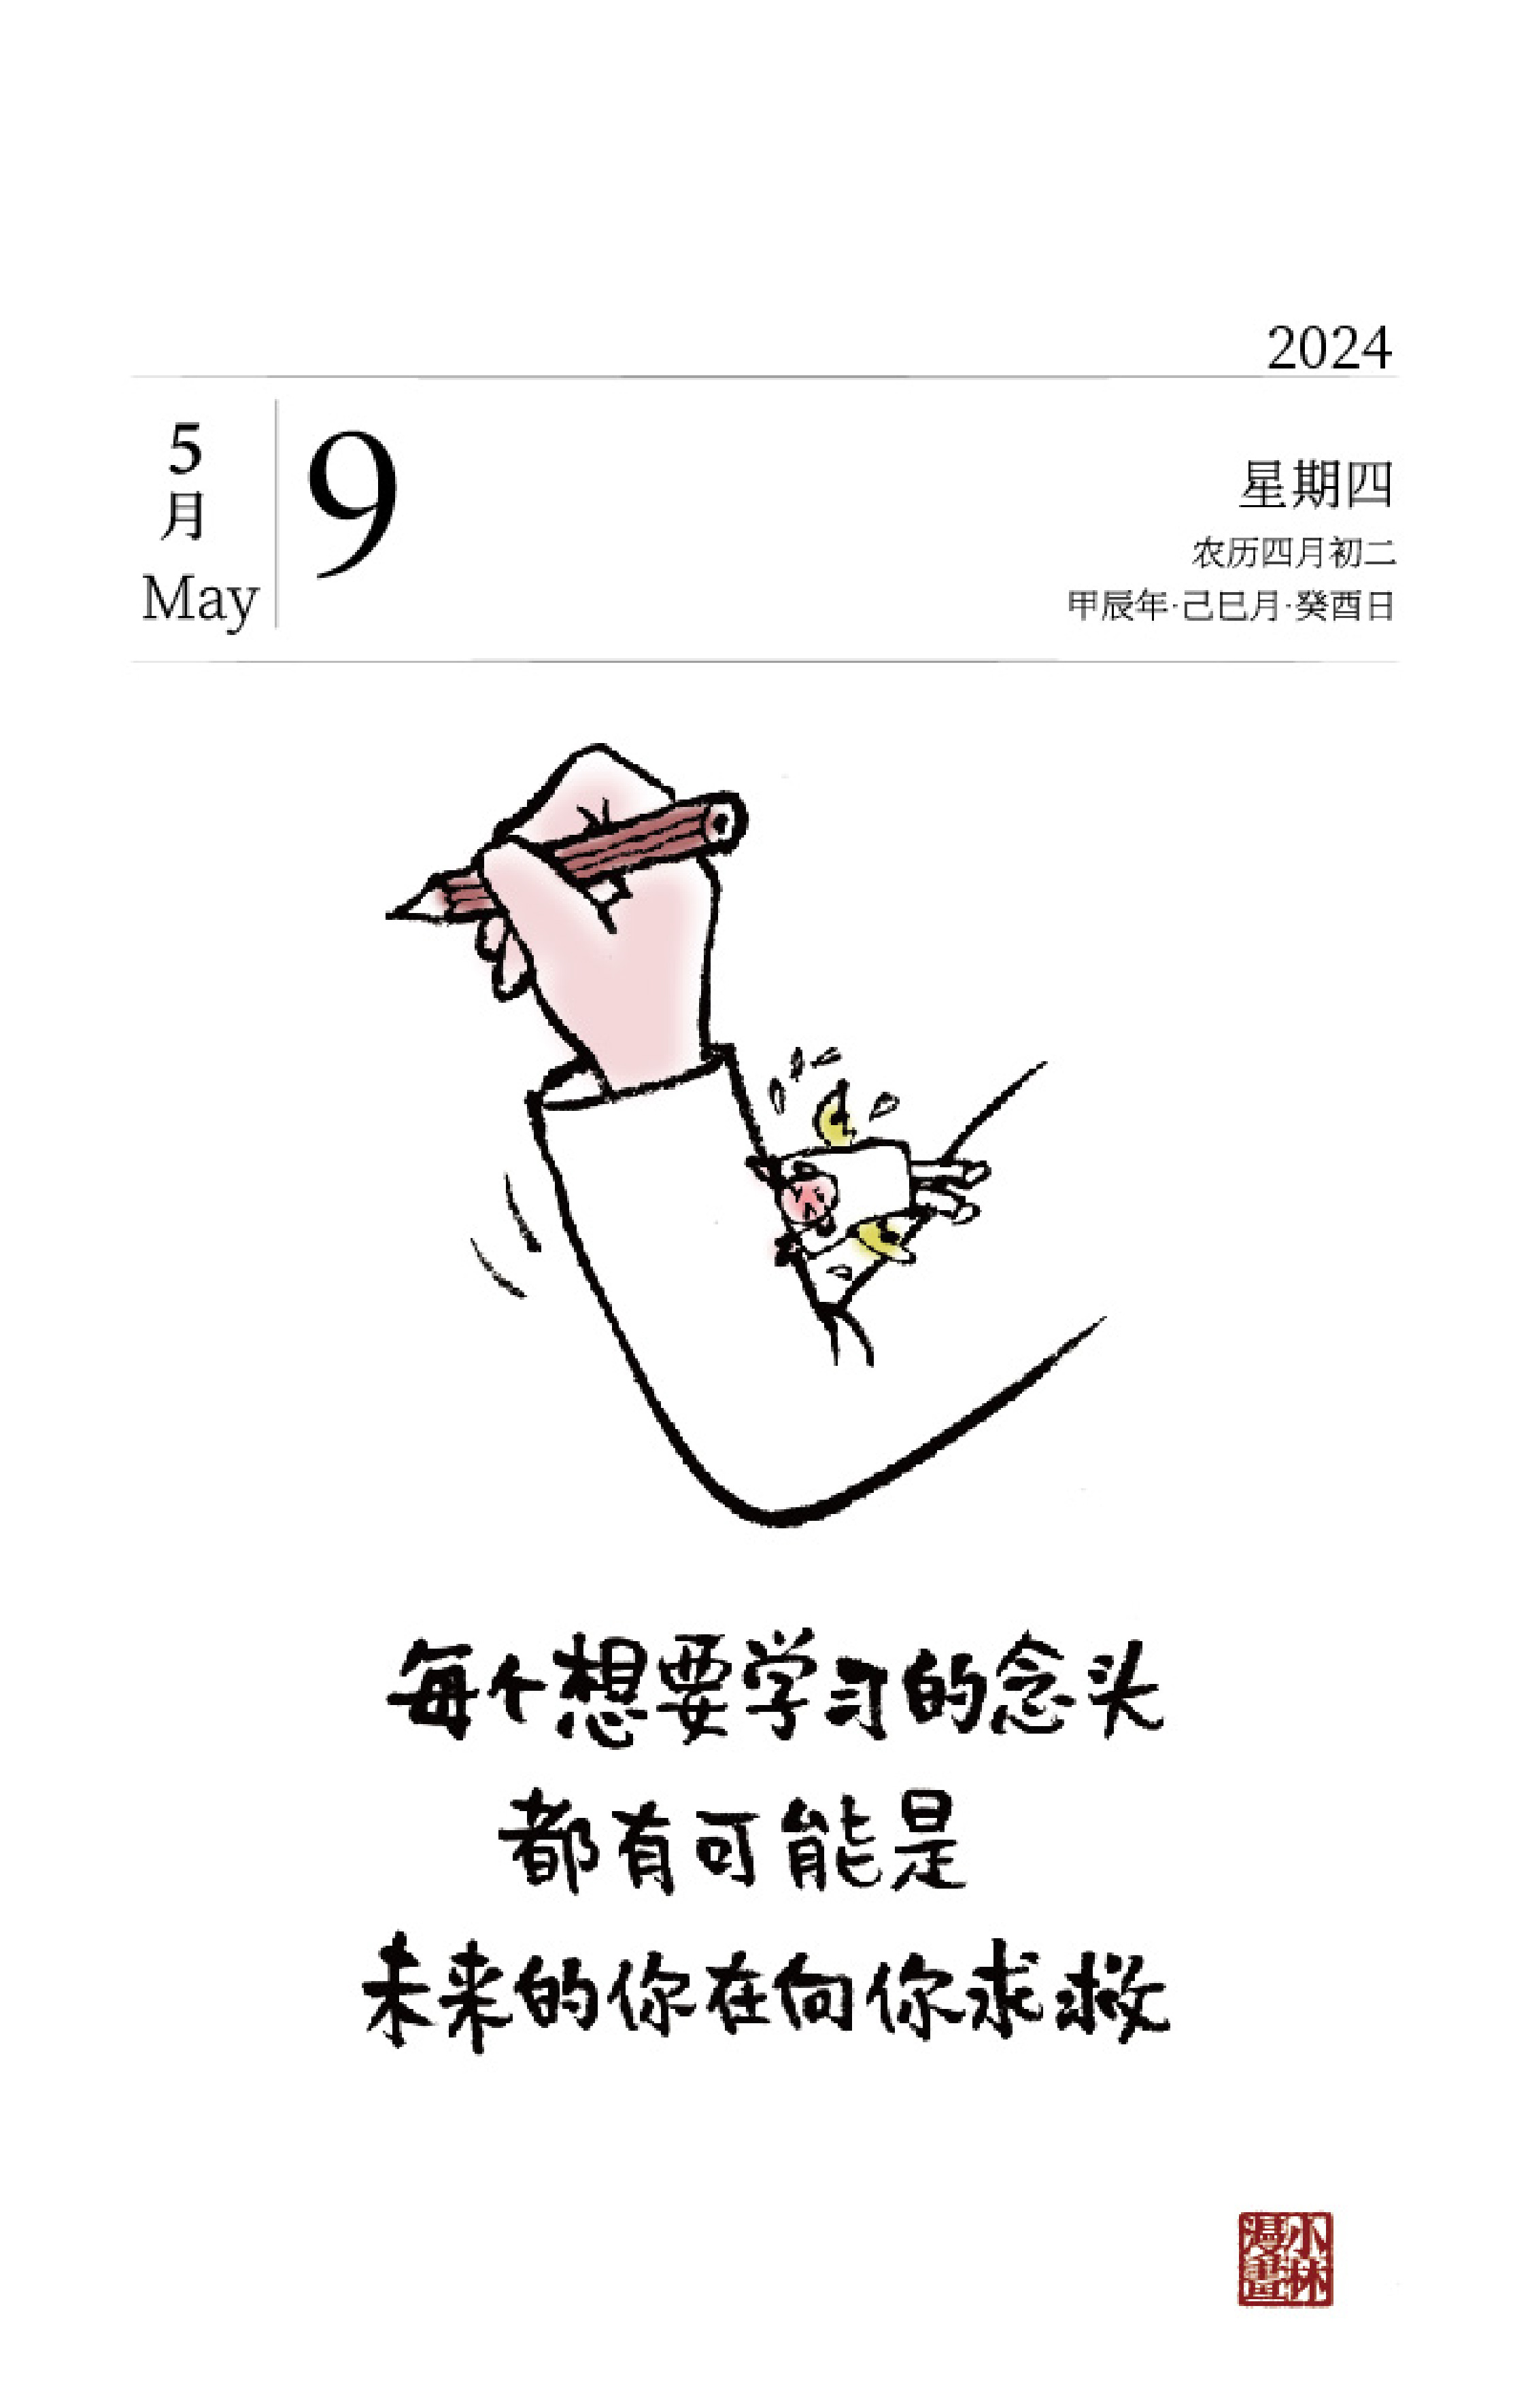 2024
5
月
May
9
星期四
农历四月初二
甲辰年·己巳月·癸酉日
每个想要学习的念头
都有可能是
未来的你在向你求救
小林
漫畫